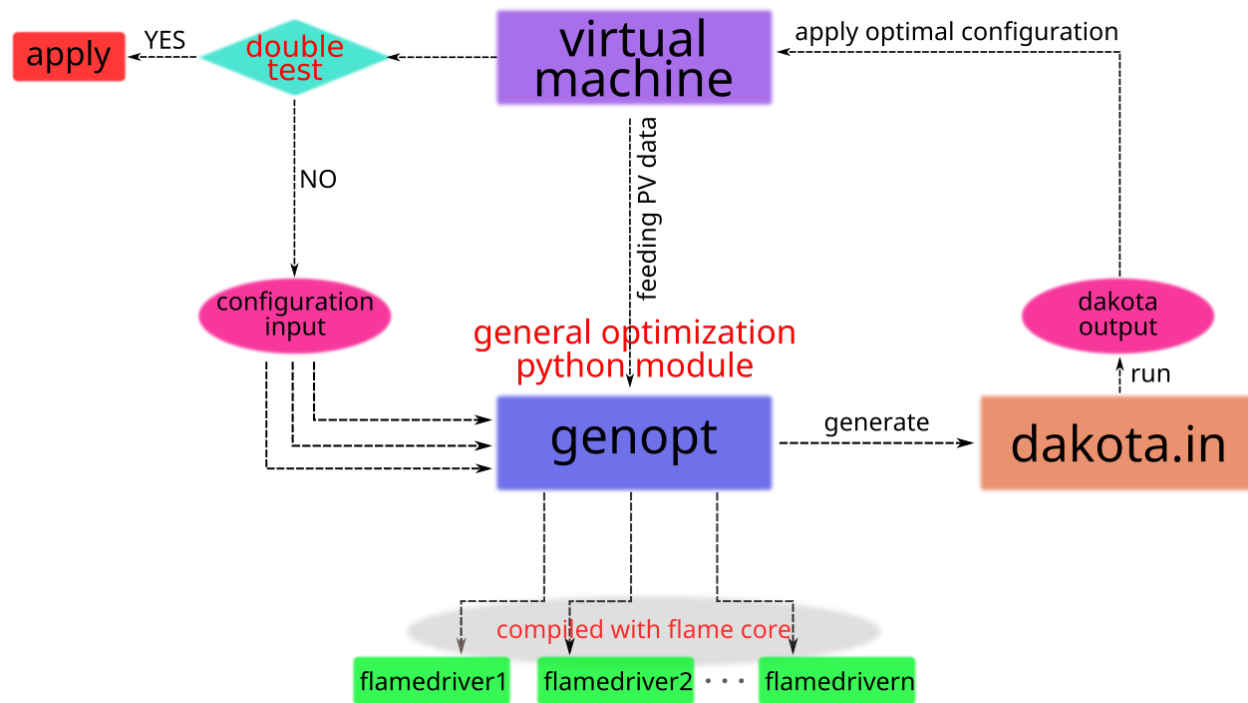 apply
YES
double
test
virtual
machine
apply optimal configuration
NO
feeding PV data
configuration
input
general optimization
python module
dakota
output
run
genopt
generate
dakota.in
compiled with flame core
flamedriver1
flamedriver2
...
flamedrivern